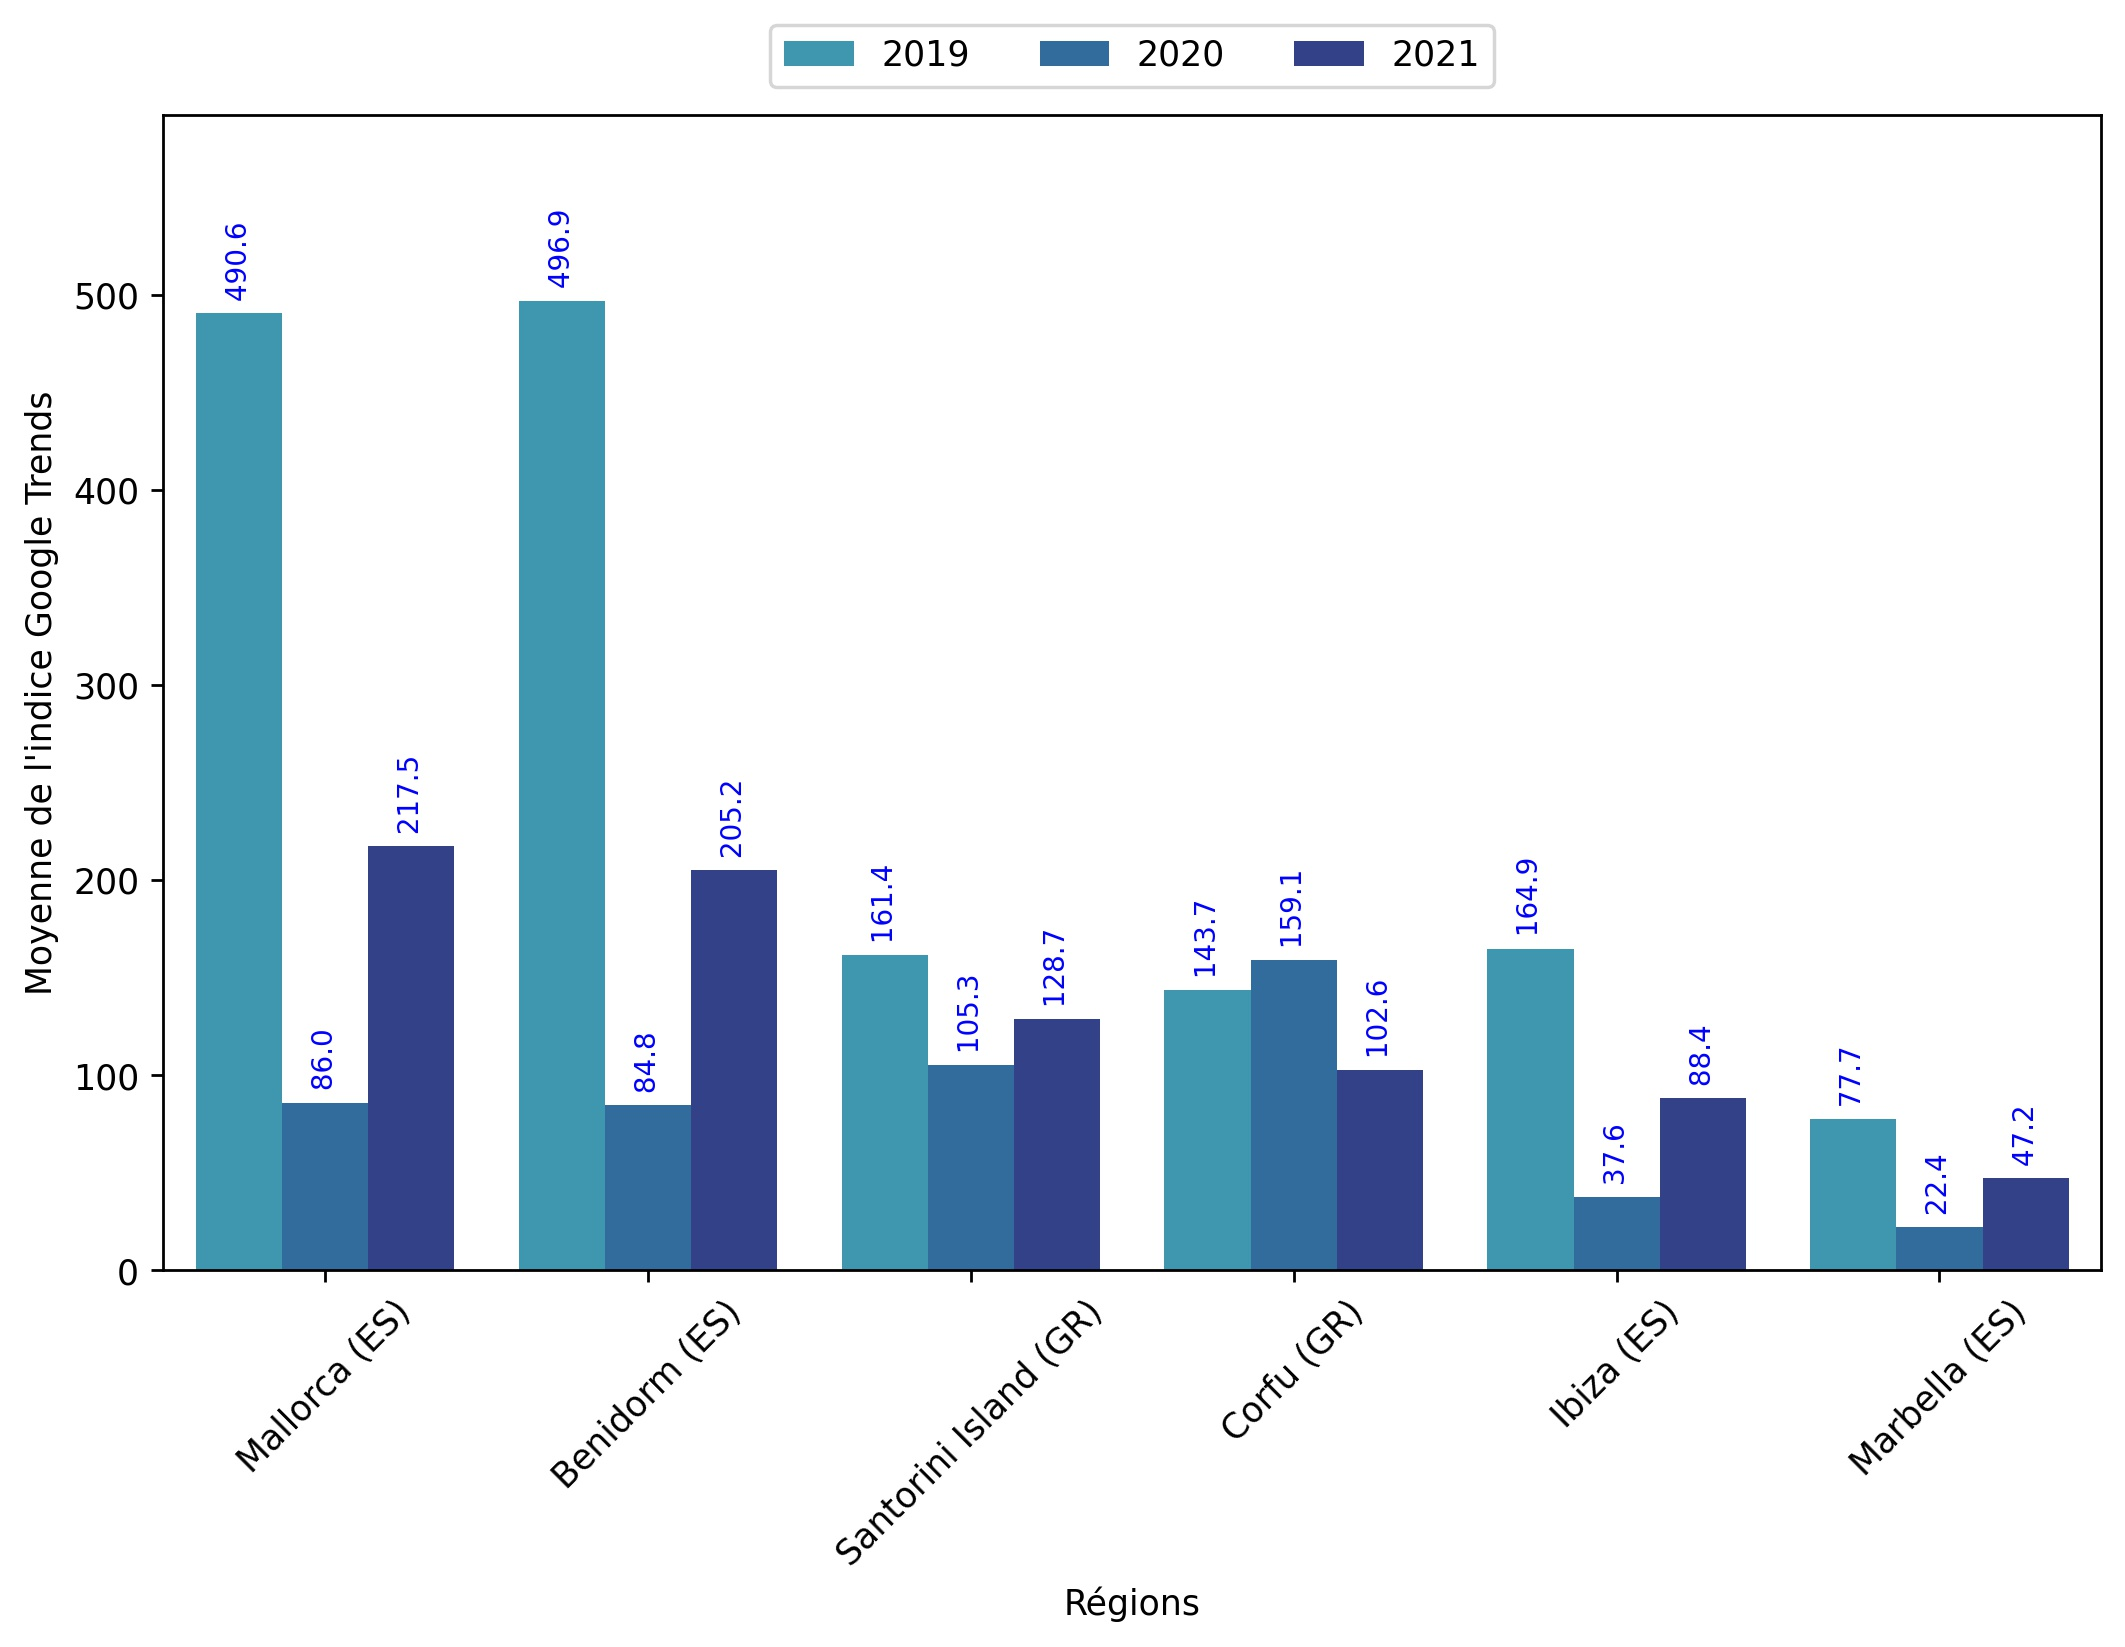 2019 2020 2021
Moyenne de l'indice Google Trends
500
400
300
200
100
0
490.6
86.0
217.5
496.9
84.8
205.2
161.4
105.3
128.7
143.7
159.1
102.6
164.9
37.6
88.4
77.7
22.4
47.2
Malllorca (ES)
Benidorm (ES)
Santorini Island (GR)
Corfu (GR)
Ibiza (ES)
Marbella (ES)
Régions